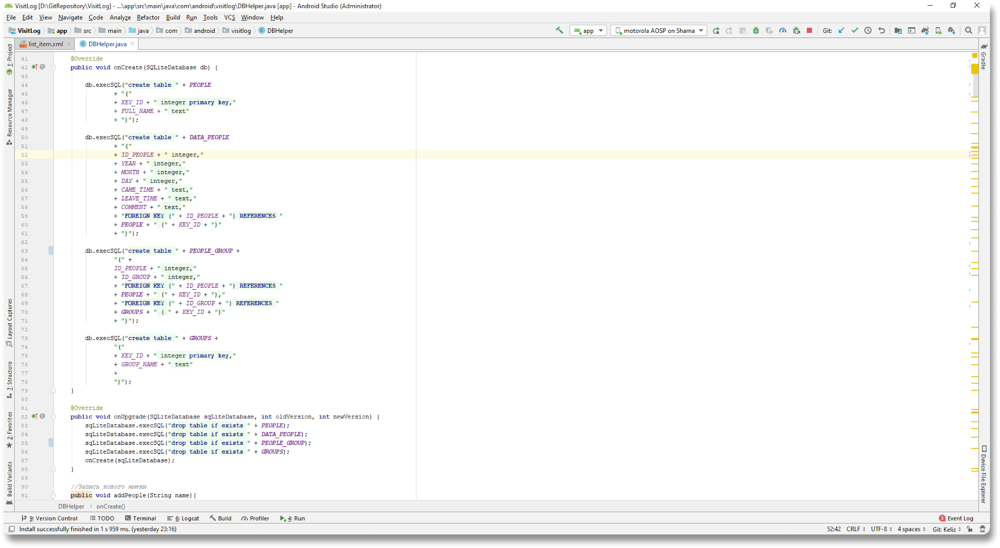 VisitLog [D:\GitRepository\VisitLog] - ...\app\src\main\java\com\android\visitlog\DBHelper.java [app] - Android Studio (Administrator)
File Edit View Navigate Code Analyze Refactor Build Run Tools VCS Window Help
VisitLog app src main java com android visitlog DBHelper app motorola AOSP on Shama Git:
list_item.xml DBHelper.java
1: Project
Resource Manager
Layout Captures
7: Structure
2: Favorites
Build Variants
41 @Override
42 @ public void onCreate(SQLiteDatabase db) {
43
44 db.execSQL("create table " + PEOPLE
45 + "("
46 + KEY_ID + " integer primary key,"
47 + FULL_NAME + " text"
48 + ")");
49
50 db.execSQL("create table " + DATA_PEOPLE
51 + "("
52 + ID_PEOPLE + " integer,"
53 + YEAR + " integer,"
54 + MONTH + " integer,"
55 + DAY + " integer,"
56 + CAME_TIME + " text,"
57 + LEAVE_TIME + " text,"
58 + COMMENT + " text,"
59 + "FOREIGN KEY (" + ID_PEOPLE + ") REFERENCES "
60 + PEOPLE + " (" + KEY_ID + ")"
61 + ")");
62
63 db.execSQL("create table " + PEOPLE_GROUP +
64 "(" +
65 ID_PEOPLE + " integer,"
66 + ID_GROUP + " integer,"
67 + "FOREIGN KEY (" + ID_PEOPLE + ") REFERENCES "
68 + PEOPLE + " (" + KEY_ID + "),"
69 + "FOREIGN KEY (" + ID_GROUP + ") REFERENCES "
70 + GROUPS + " ( " + KEY_ID + ")"
71 + ")");
72
73 db.execSQL("create table " + GROUPS +
74 "("
75 + KEY_ID + " integer primary key,"
76 + GROUP_NAME + " text"
77 +
78 ")");
79 }
80
81 @Override
82 @ public void onUpgrade(SQLiteDatabase sqLiteDatabase, int oldVersion, int newVersion) {
83 sqLiteDatabase.execSQL("drop table if exists " + PEOPLE);
84 sqLiteDatabase.execSQL("drop table if exists " + DATA_PEOPLE);
85 sqLiteDatabase.execSQL("drop table if exists " + PEOPLE_GROUP);
86 sqLiteDatabase.execSQL("drop table if exists " + GROUPS);
87 onCreate(sqLiteDatabase);
88 }
89
90 //Запись нового имени
91 public void addPeople(String name){
Gradle
Device File Explorer
DBHelper › onCreate()
9: Version Control TODO Terminal 6: Logcat Build Profiler 4: Run 3 Event Log
Install successfully finished in 1 s 959 ms. (yesterday 23:16) 52:42 CRLF UTF-8 4 spaces Git: Keliz